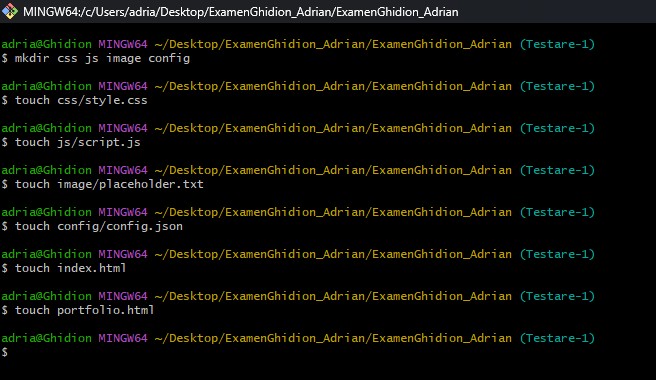 MINGW64:/c/Users/adria/Desktop/ExamenGhidion_Adrian/ExamenGhidion_Adrian
adria@Ghidion MINGW64 ~/Desktop/ExamenGhidion_Adrian/ExamenGhidion_Adrian (Testare-1)
$ mkdir css js image config
adria@Ghidion MINGW64 ~/Desktop/ExamenGhidion_Adrian/ExamenGhidion_Adrian (Testare-1)
$ touch css/style.css
adria@Ghidion MINGW64 ~/Desktop/ExamenGhidion_Adrian/ExamenGhidion_Adrian (Testare-1)
$ touch js/script.js
adria@Ghidion MINGW64 ~/Desktop/ExamenGhidion_Adrian/ExamenGhidion_Adrian (Testare-1)
$ touch image/placeholder.txt
adria@Ghidion MINGW64 ~/Desktop/ExamenGhidion_Adrian/ExamenGhidion_Adrian (Testare-1)
$ touch config/config.json
adria@Ghidion MINGW64 ~/Desktop/ExamenGhidion_Adrian/ExamenGhidion_Adrian (Testare-1)
$ touch index.html
adria@Ghidion MINGW64 ~/Desktop/ExamenGhidion_Adrian/ExamenGhidion_Adrian (Testare-1)
$ touch portfolio.html
adria@Ghidion MINGW64 ~/Desktop/ExamenGhidion_Adrian/ExamenGhidion_Adrian (Testare-1)
$